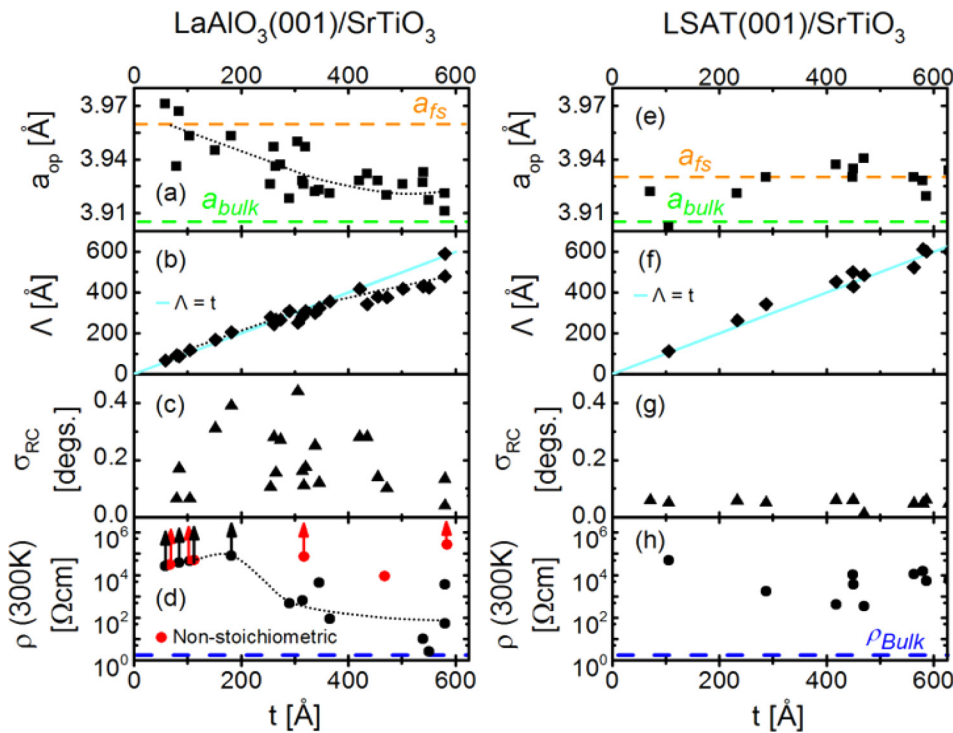 LaAlO3(001)/SrTiO3 LSAT(001)/SrTiO3
0 200 400 600 0 200 400 600
3.97
3.94
3.91
aop [Å]
afs
abulk
(a)
3.97
3.94
3.91
aop [Å]
(e)
afs
abulk
600
400
200
0
Λ [Å]
(b)
Λ = t
600
400
200
0
Λ [Å]
(f)
Λ = t
0.4
0.2
0.0
σRC
[degs.]
(c)
0.4
0.2
0.0
σRC
[degs.]
(g)
10^6
10^4
10^2
10^0
ρ (300K)
[Ωcm]
(d)
Non-stoichiometric
10^6
10^4
10^2
10^0
ρ (300K)
[Ωcm]
(h)
ρBulk
0 200 400 600 0 200 400 600
t [Å] t [Å]